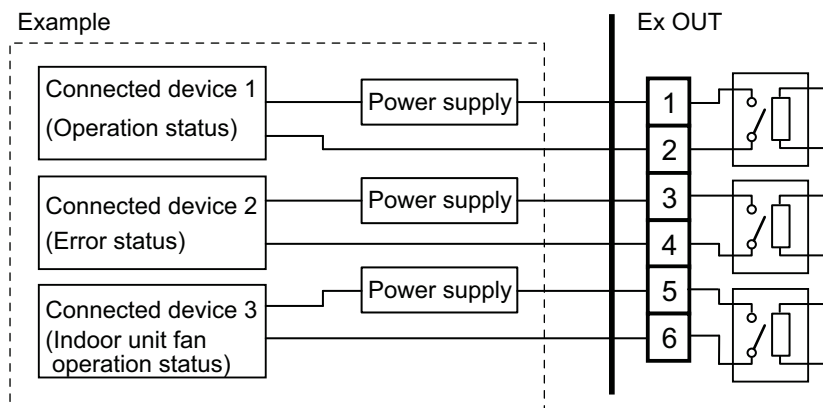 Example
Ex OUT
Connected device 1
(Operation status)
Power supply
1
2
Connected device 2
(Error status)
Power supply
3
4
Connected device 3
(Indoor unit fan
operation status)
Power supply
5
6